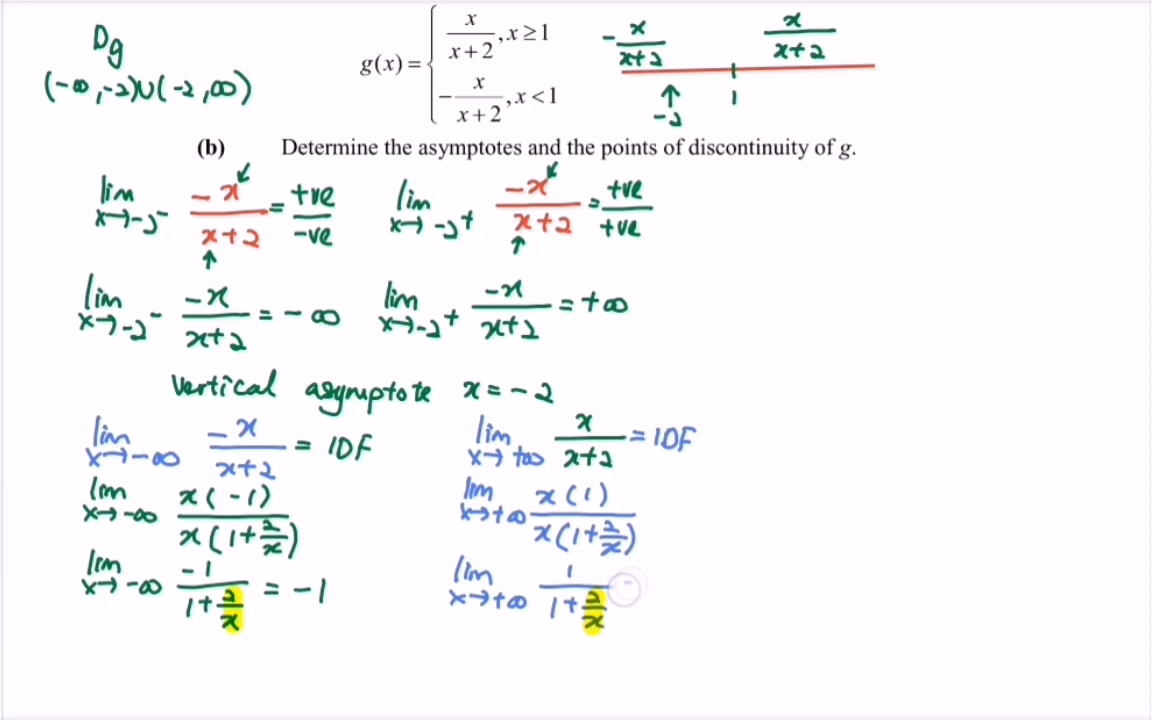 Dg
(-∞,-2)∪(-2,∞)
g(x) = { x/(x+2), x ≥ 1
-x/(x+2), x < 1
-x/(x+2) x/(x+2)
↑ 1
-2
(b) Determine the asymptotes and the points of discontinuity of g.
lim x→-2⁻ -x/(x+2) = +ve/-ve lim x→-2⁺ -x/(x+2) = +ve/+ve
lim x→-2⁻ -x/(x+2) = -∞ lim x→-2⁺ -x/(x+2) = +∞
Vertical asymptote x = -2
lim x→-∞ -x/(x+2) = IDF lim x→+∞ x/(x+2) = IDF
lim x→-∞ x(-1)/x(1+2/x) lim x→+∞ x(1)/x(1+2/x)
lim x→-∞ -1/(1+2/x) = -1 lim x→+∞ 1/(1+2/x) -